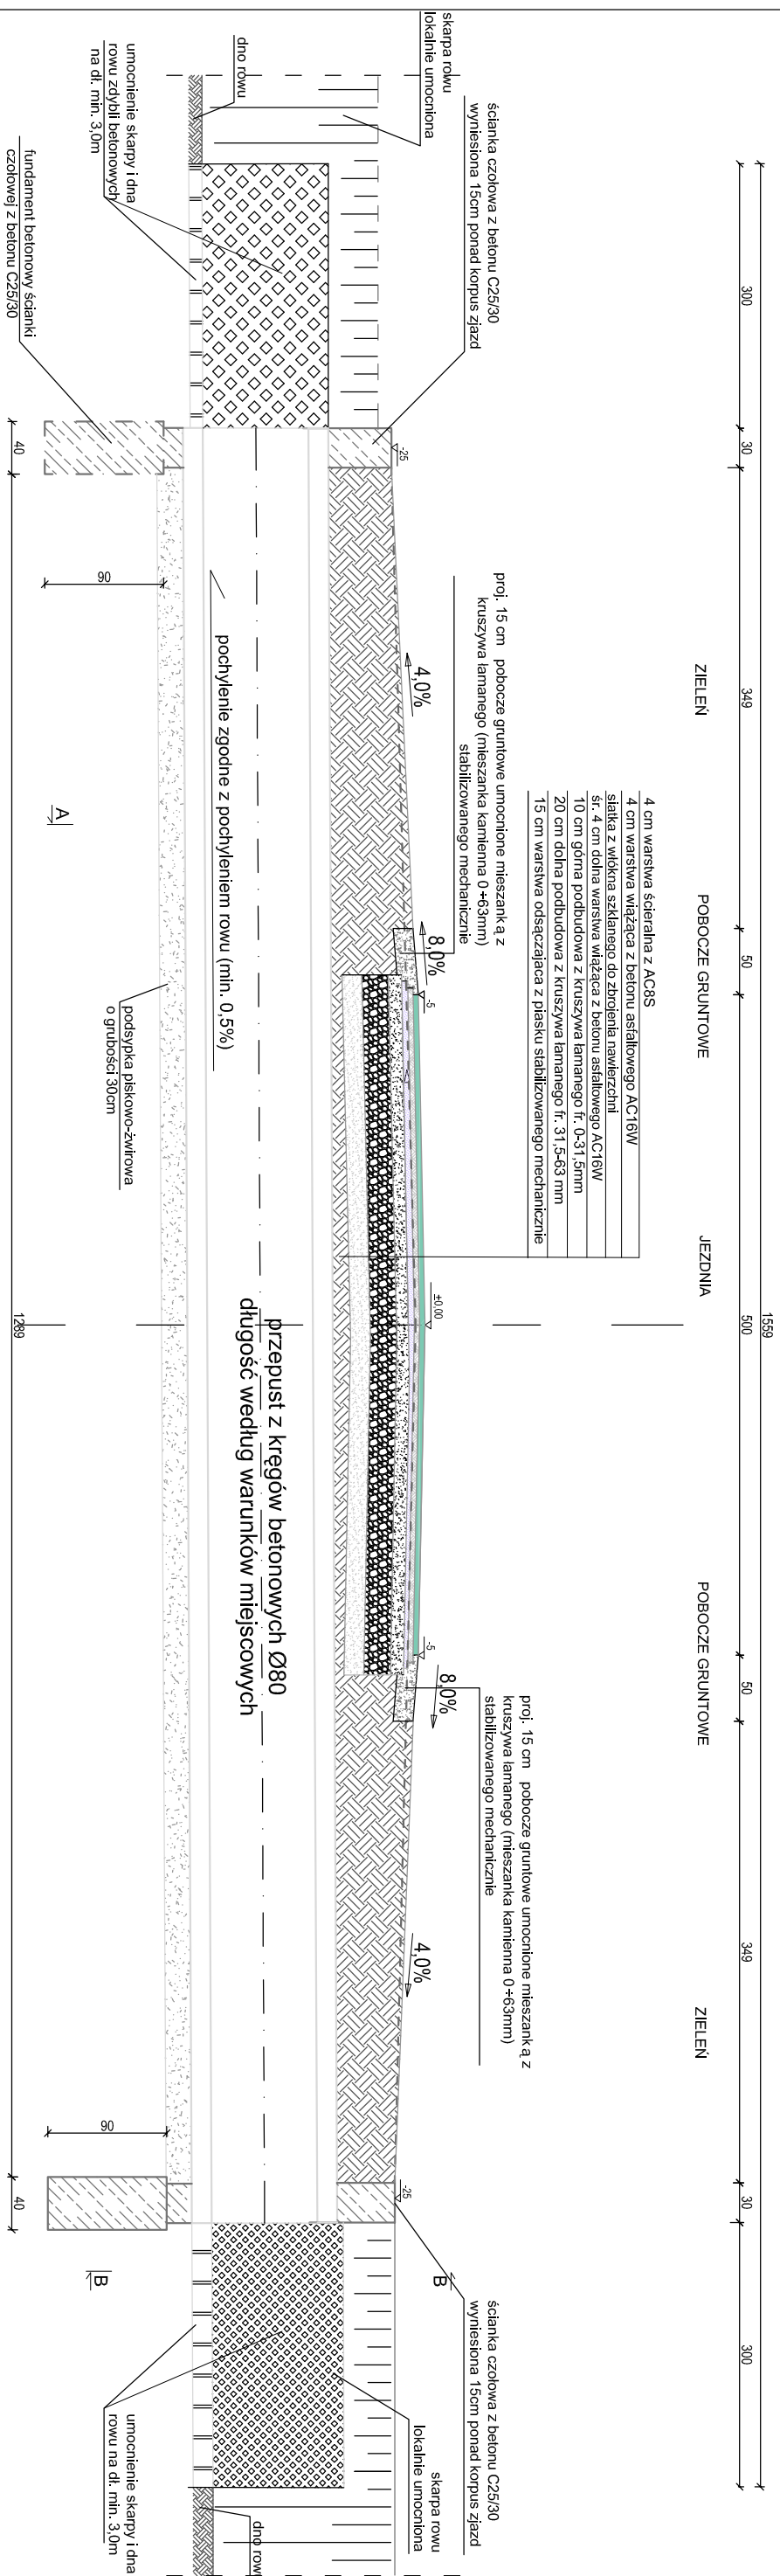 skarpa rowu
lokalnie umocniona
dno rowu
umocnienie skarpy i dna
rowu zdybli betonowych
na dł. min. 3,0m
fundament betonowy ścianki
czołowej z betonu C25/30
ścianka czołowa z betonu C25/30
wyniesiona 15cm ponad korpus zjazd
1559
300
30
349
50
500
50
349
30
300
ZIELEŃ
POBOCZE GRUNTOWE
JEZDNIA
POBOCZE GRUNTOWE
ZIELEŃ
4 cm warstwa ścieralna z AC8S
4 cm warstwa wiążąca z betonu asfaltowego AC16W
siatka z włókna szklanego do zbrojenia nawierzchni
śr. 4 cm dolna warstwa wiążąca z betonu asfaltowego AC16W
10 cm górna podbudowa z kruszywa łamanego fr. 0-31,5mm
20 cm dolna podbudowa z kruszywa łamanego fr. 31,5-63 mm
15 cm warstwa odsączajaca z piasku stabilizowanego mechanicznie
proj. 15 cm pobocze gruntowe umocnione mieszanką z
kruszywa łamanego (mieszanka kamienna 0÷63mm)
stabilizowanego mechanicznie
proj. 15 cm pobocze gruntowe umocnione mieszanką z
kruszywa łamanego (mieszanka kamienna 0÷63mm)
stabilizowanego mechanicznie
-25
4,0%
8,0%
-5
±0,00
-5
8,0%
4,0%
-25
pochylenie zgodne z pochyleniem rowu (min. 0,5%)
przepust z kręgów betonowych Ø80
długość według warunków miejscowych
podsypka piskowo-żwirowa
o grubości 30cm
A
B
B
90
90
40
1289
40
ścianka czołowa z betonu C25/30
wyniesiona 15cm ponad korpus zjazd
skarpa rowu
lokalnie umocniona
umocnienie skarpy i dna
rowu na dł. min. 3,0m
dno rowu